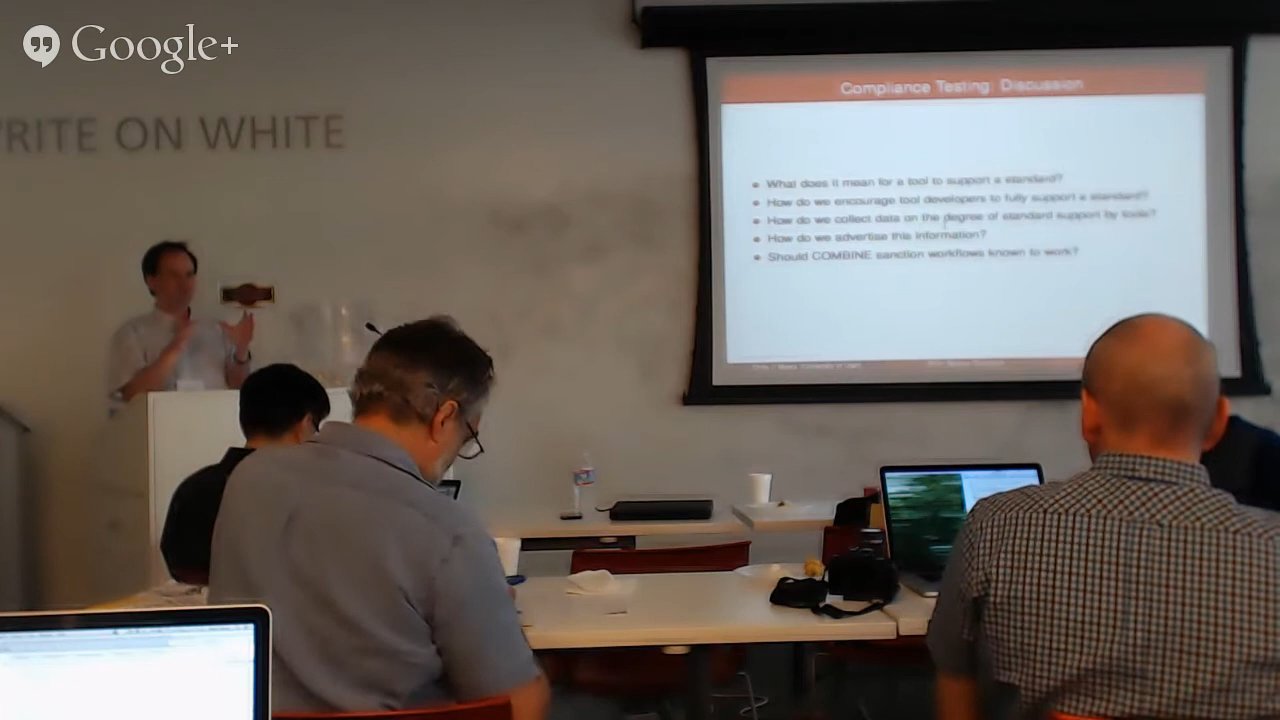 Google+
RITE ON WHITE
Compliance Testing: Discussion
What does it mean for a tool to support a standard?
How do we encourage tool developers to fully support a standard?
How do we collect data on the degree of standard support by tools?
How do we advertise this information?
Should COMBINE sanction workflows known to work?